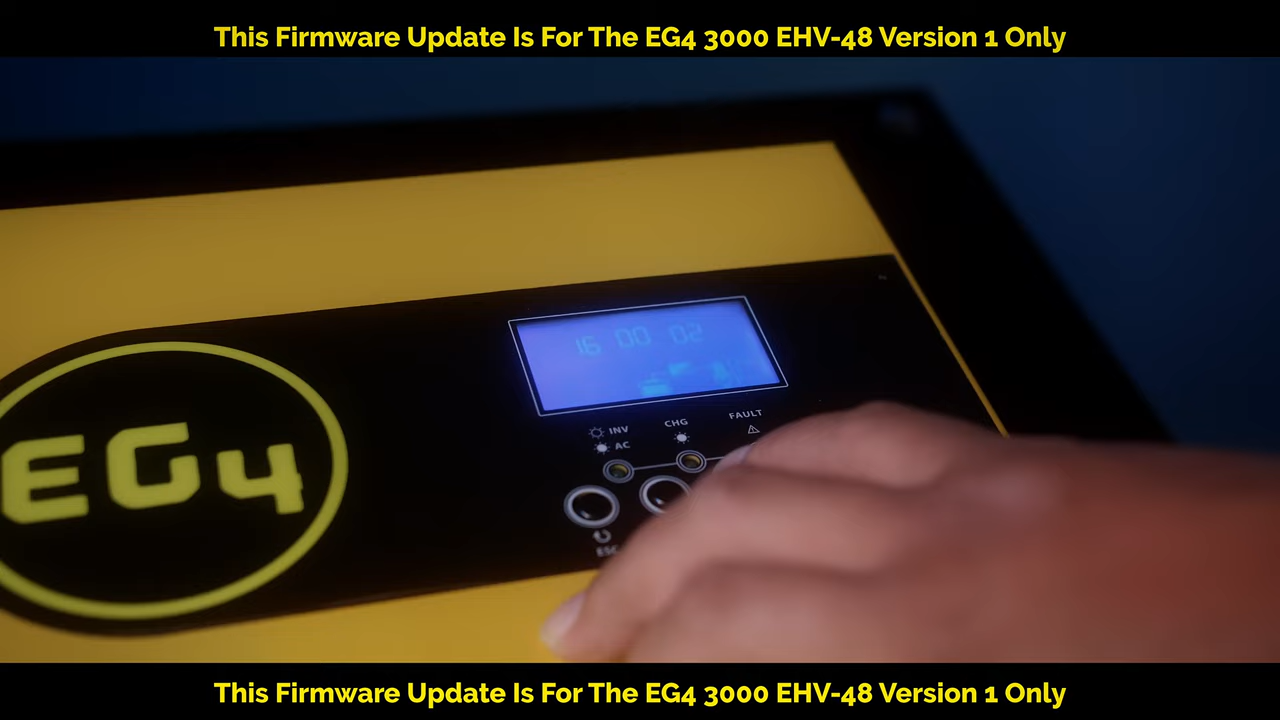 This Firmware Update Is For The EG4 3000 EHV-48 Version 1 Only
16 00 02
INV
CHG
FAULT
AC
EG4
ESC
This Firmware Update Is For The EG4 3000 EHV-48 Version 1 Only